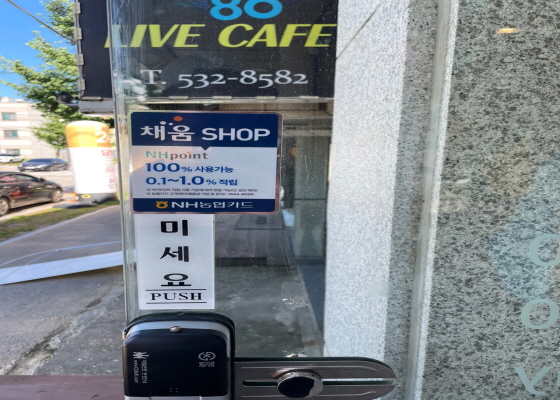 80
LIVE CAFE
T. 532-8582
채움 SHOP
NHpoint
100% 사용가능
0.1~1.0% 적립
NH농협카드
미
세
요
PUSH